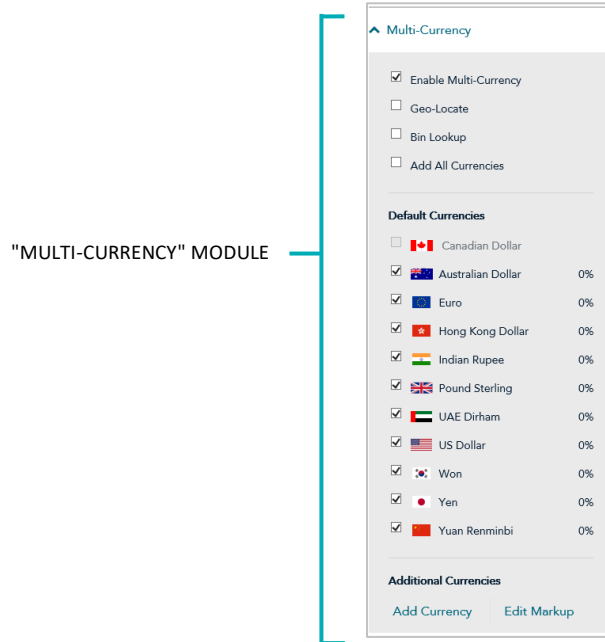 Multi-Currency
Enable Multi-Currency
Geo-Locate
Bin Lookup
Add All Currencies
"MULTI-CURRENCY" MODULE
Default Currencies
Canadian Dollar
Australian Dollar 0%
Euro 0%
Hong Kong Dollar 0%
Indian Rupee 0%
Pound Sterling 0%
UAE Dirham 0%
US Dollar 0%
Won 0%
Yen 0%
Yuan Renminbi 0%
Additional Currencies
Add Currency Edit Markup